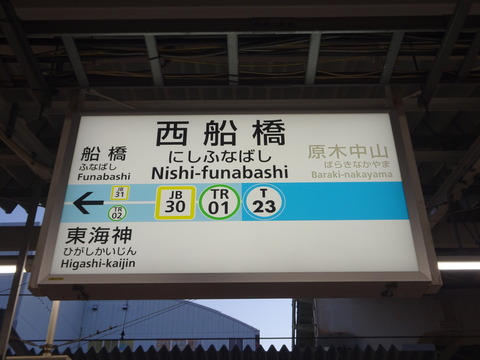 西船橋
にしふなばし
Nishi-funabashi
船橋
ふなばし
Funabashi
原木中山
ばらきなかやま
Baraki-nakayama
JB
31
TR
02
JB
30
TR
01
T
23
東海神
ひがしかいじん
Higashi-kaijin